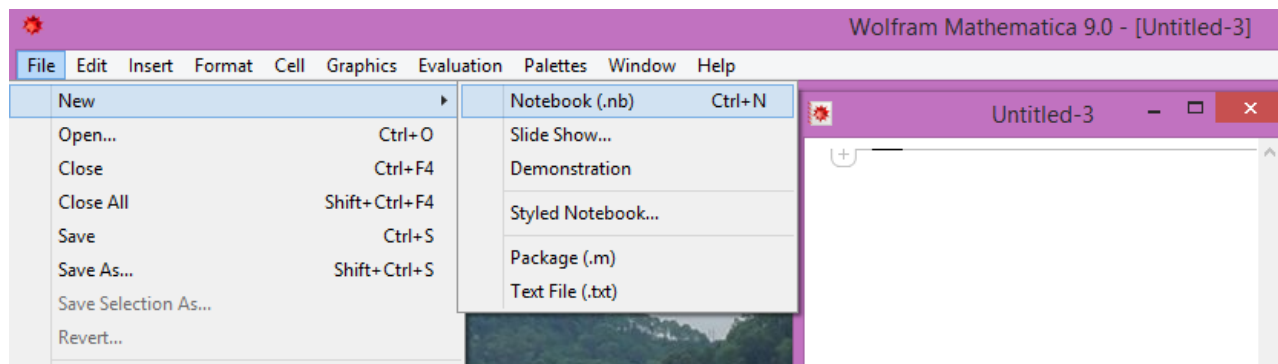 Wolfram Mathematica 9.0 - [Untitled-3]
File Edit Insert Format Cell Graphics Evaluation Palettes Window Help
New
Open... Ctrl+O
Close Ctrl+F4
Close All Shift+Ctrl+F4
Save Ctrl+S
Save As... Shift+Ctrl+S
Save Selection As...
Revert...
Notebook (.nb) Ctrl+N
Slide Show...
Demonstration
Styled Notebook...
Package (.m)
Text File (.txt)
Untitled-3